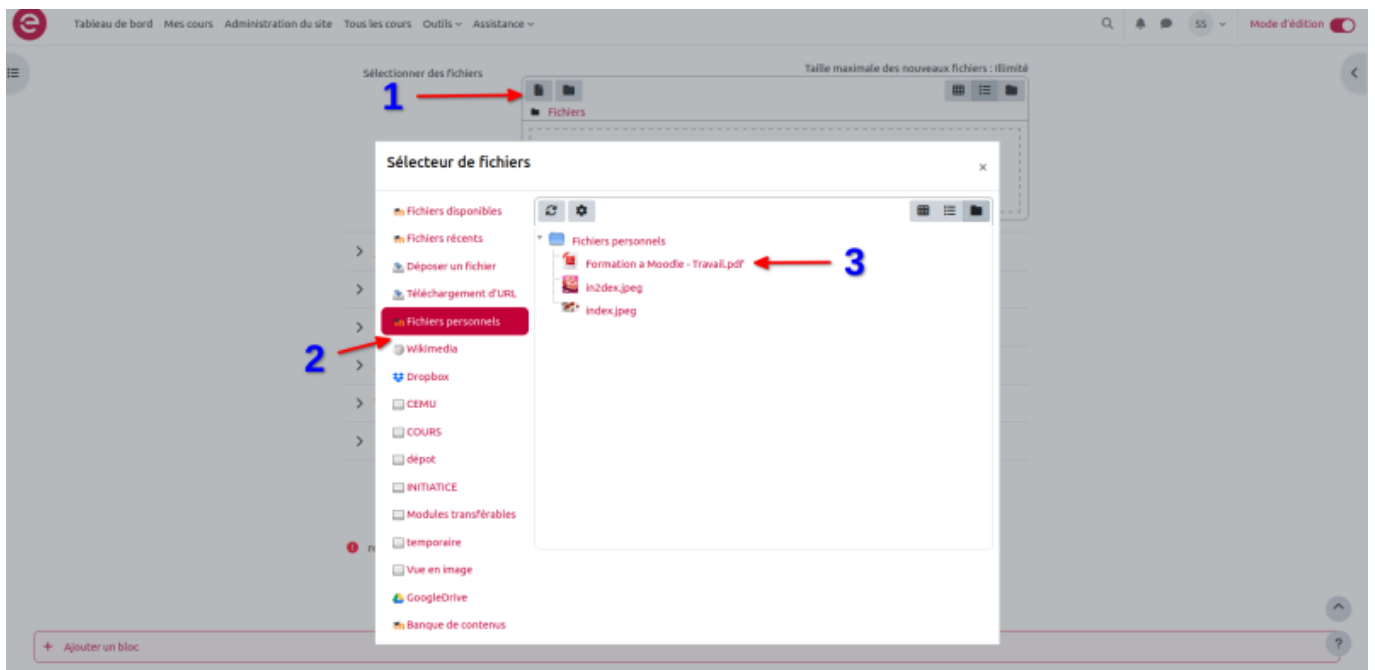 e Tableau de bord Mes cours Administration du site Tous les cours Outils Assistance SS Mode d'édition
Sélectionner des fichiers
Taille maximale des nouveaux fichiers : Illimité
1
Fichiers
Sélecteur de fichiers ×
Fichiers disponibles
Fichiers récents
Déposer un fichier
Téléchargement d'URL
Fichiers personnels
2
Wikimedia
Dropbox
CEMU
COURS
dépot
INITIATICE
Modules transférables
temporaire
Vue en image
GoogleDrive
Banque de contenus
Fichiers personnels
Formation a Moodle - Travail.pdf
3
in2dex.jpeg
index.jpeg
+ Ajouter un bloc
?